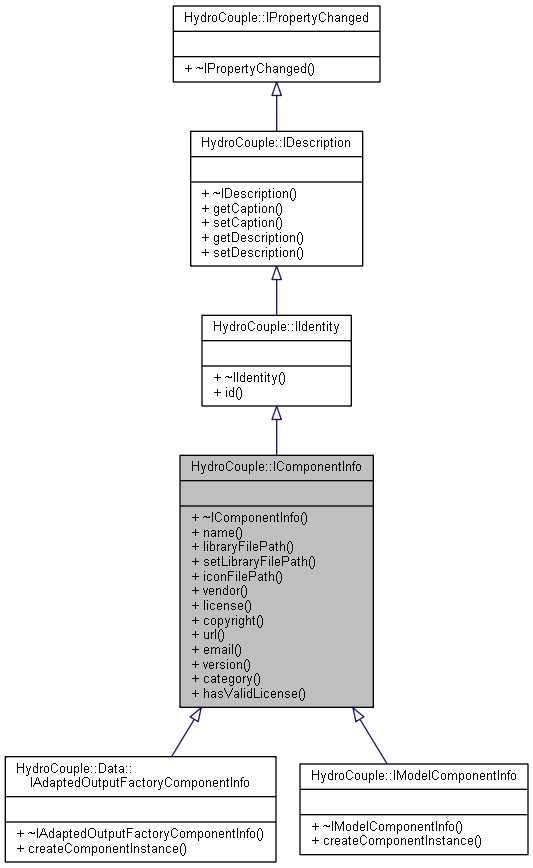 HydroCouple::IPropertyChanged
+ ~IPropertyChanged()
HydroCouple::IDescription
+ ~IDescription()
+ getCaption()
+ setCaption()
+ getDescription()
+ setDescription()
HydroCouple::IIdentity
+ ~IIdentity()
+ id()
HydroCouple::IComponentInfo
+ ~IComponentInfo()
+ name()
+ libraryFilePath()
+ setLibraryFilePath()
+ iconFilePath()
+ vendor()
+ license()
+ copyright()
+ url()
+ email()
+ version()
+ category()
+ hasValidLicense()
HydroCouple::Data::
IAdaptedOutputFactoryComponentInfo
+ ~IAdaptedOutputFactoryComponentInfo()
+ createComponentInstance()
HydroCouple::IModelComponentInfo
+ ~IModelComponentInfo()
+ createComponentInstance()